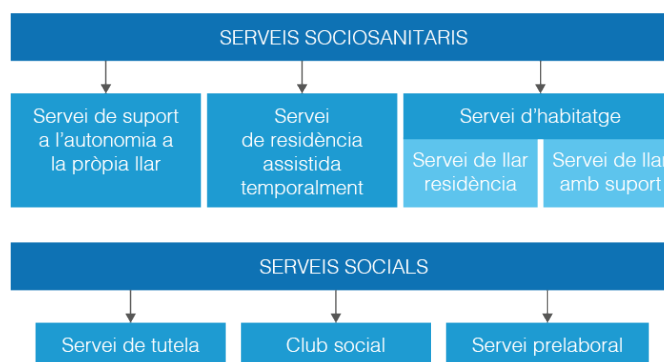 SERVEIS SOCIOSANITARIS
Servei de suport
a l'autonomia a
la pròpia llar
Servei
de residència
assistida
temporalment
Servei d'habitatge
Servei de llar
residència
Servei de llar
amb suport
SERVEIS SOCIALS
Servei de tutela
Club social
Servei prelaboral